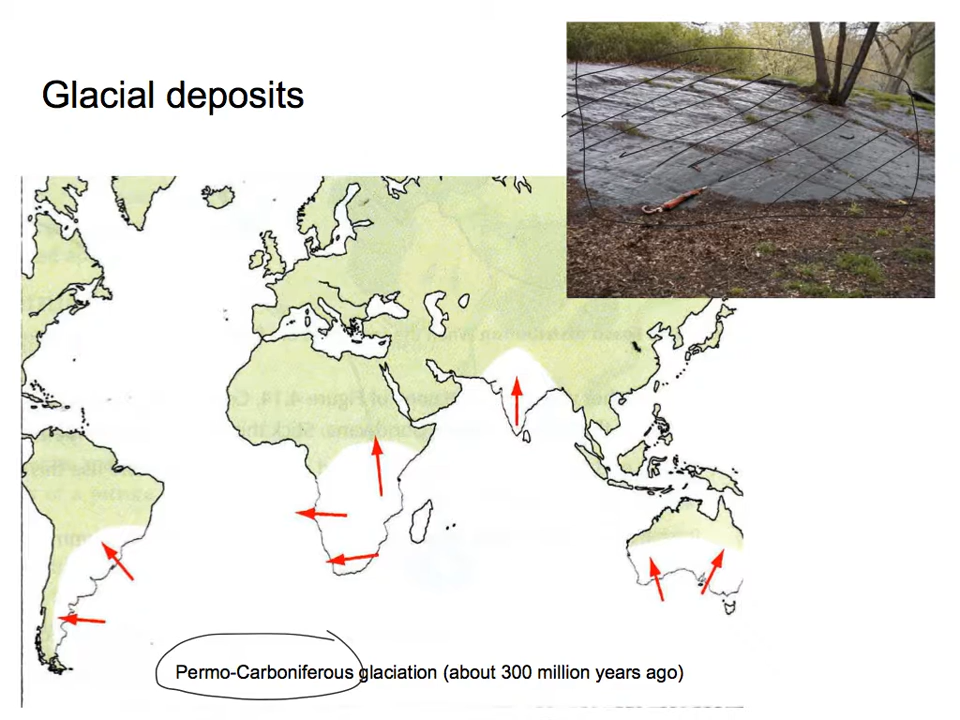 Glacial deposits
Permo-Carboniferous glaciation (about 300 million years ago)